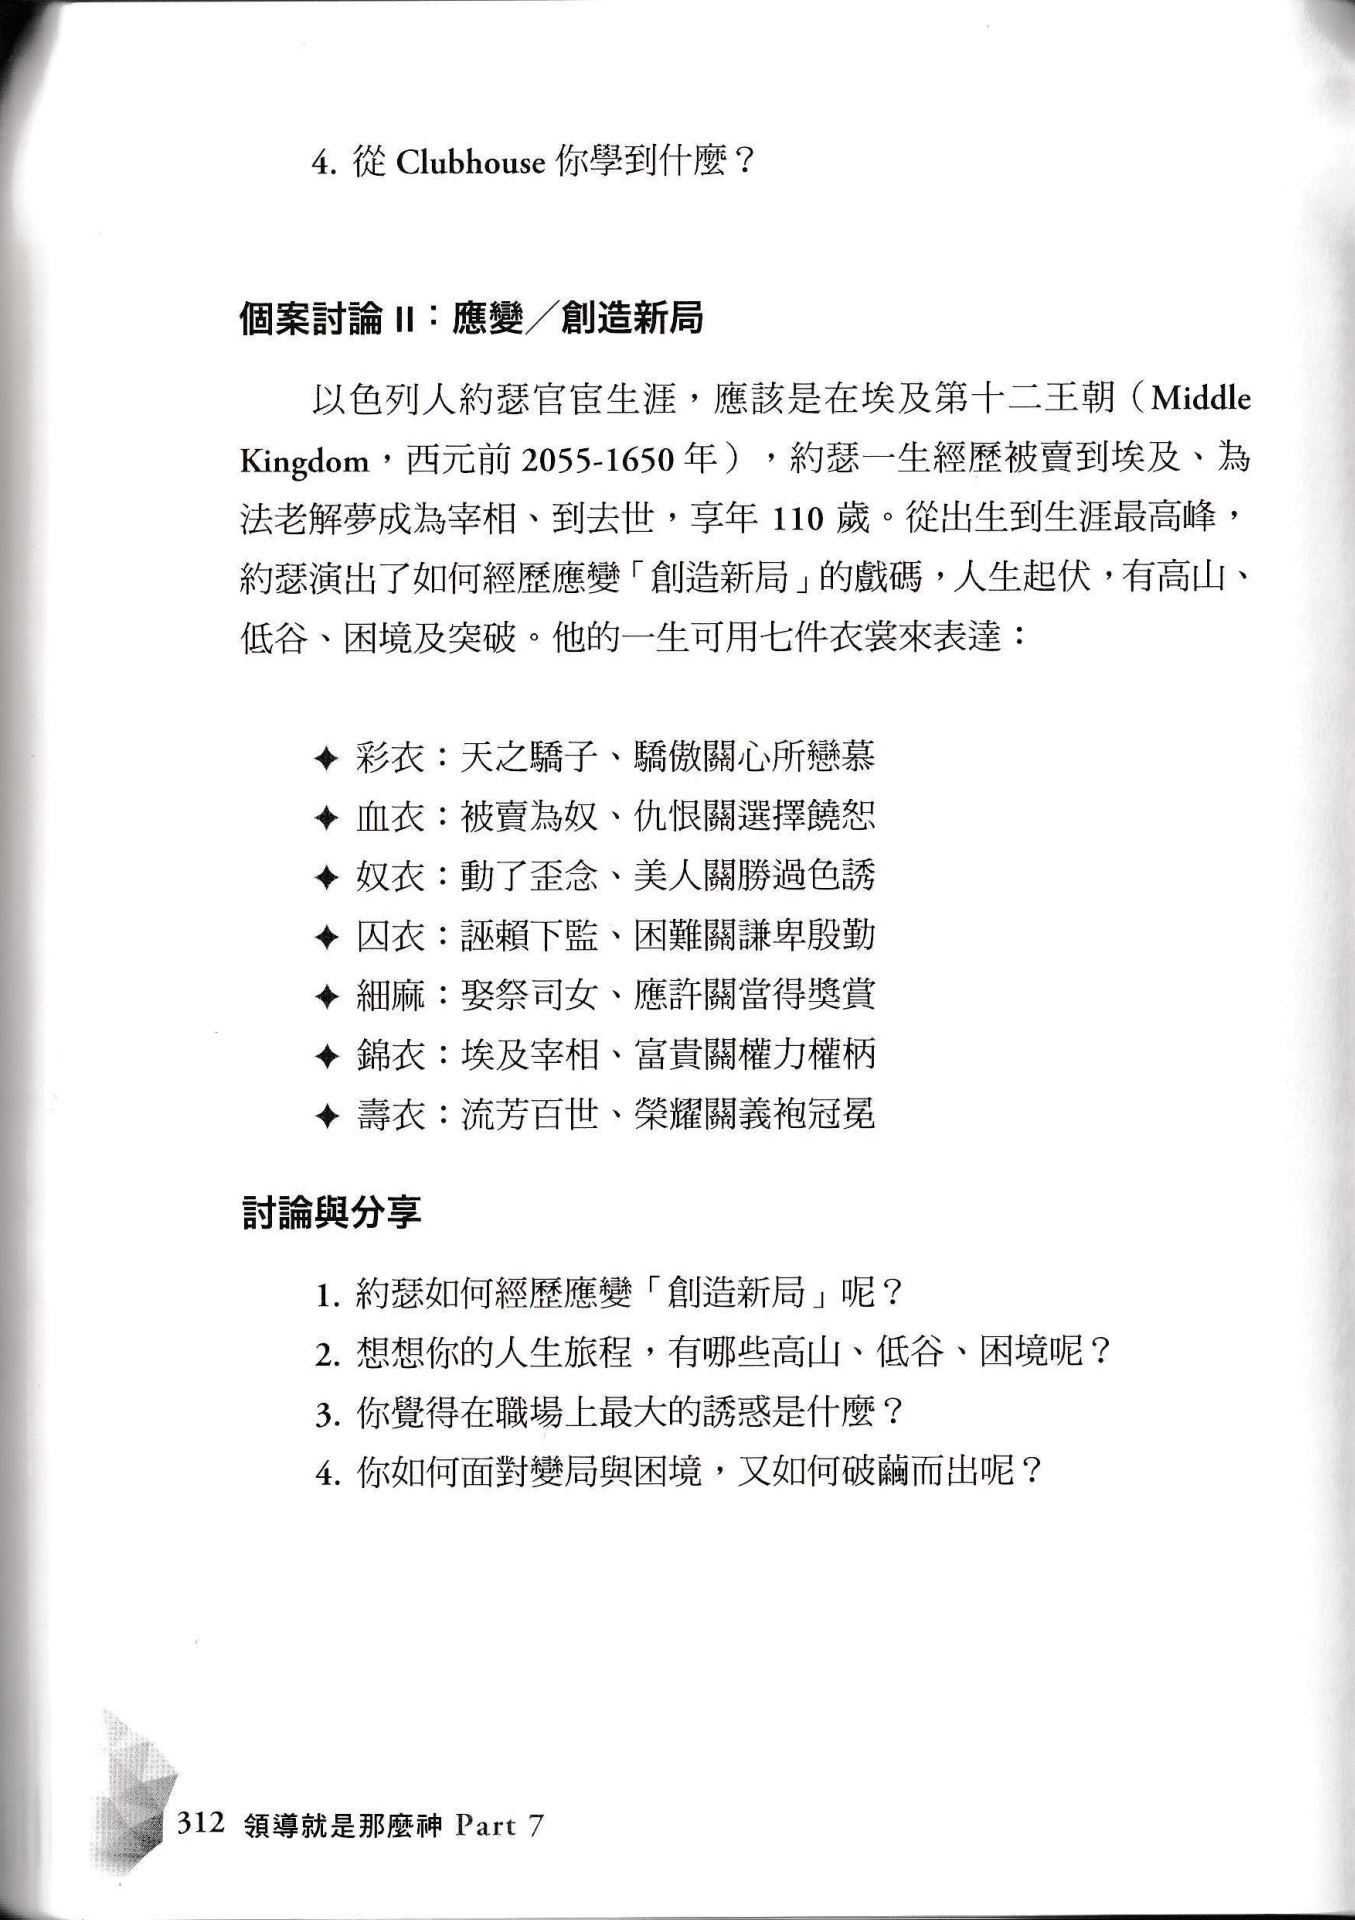 4. 從 Clubhouse 你學到什麼？
個案討論 II：應變／創造新局
以色列人約瑟官宦生涯，應該是在埃及第十二王朝（Middle
Kingdom，西元前 2055-1650 年），約瑟一生經歷被賣到埃及、為
法老解夢成為宰相、到去世，享年 110 歲。從出生到生涯最高峰，
約瑟演出了如何經歷應變「創造新局」的戲碼，人生起伏，有高山、
低谷、困境及突破。他的一生可用七件衣裳來表達：
✦ 彩衣：天之驕子、驕傲關心所戀慕
✦ 血衣：被賣為奴、仇恨關選擇饒恕
✦ 奴衣：動了歪念、美人關勝過色誘
✦ 囚衣：誣賴下監、困難關謙卑殷勤
✦ 細麻：娶祭司女、應許關當得獎賞
✦ 錦衣：埃及宰相、富貴關權力權柄
✦ 壽衣：流芳百世、榮耀關義袍冠冕
討論與分享
1. 約瑟如何經歷應變「創造新局」呢？
2. 想想你的人生旅程，有哪些高山、低谷、困境呢？
3. 你覺得在職場上最大的誘惑是什麼？
4. 你如何面對變局與困境，又如何破繭而出呢？
312 領導就是那麼神 Part 7